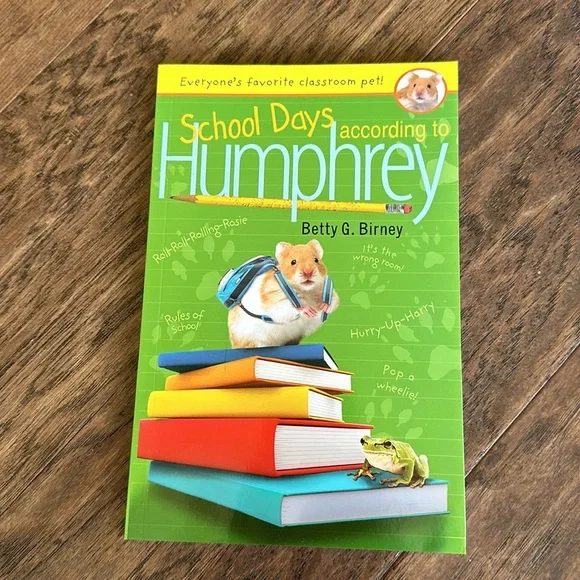 Everyone's favorite classroom pet!
School Days
according to
Humphrey
Betty G. Birney
Roll-Roll-Rolling-Rosie
It's the
wrong room!
Rules of
School!
Hurry-Up-Harry
Pop a
wheelie!